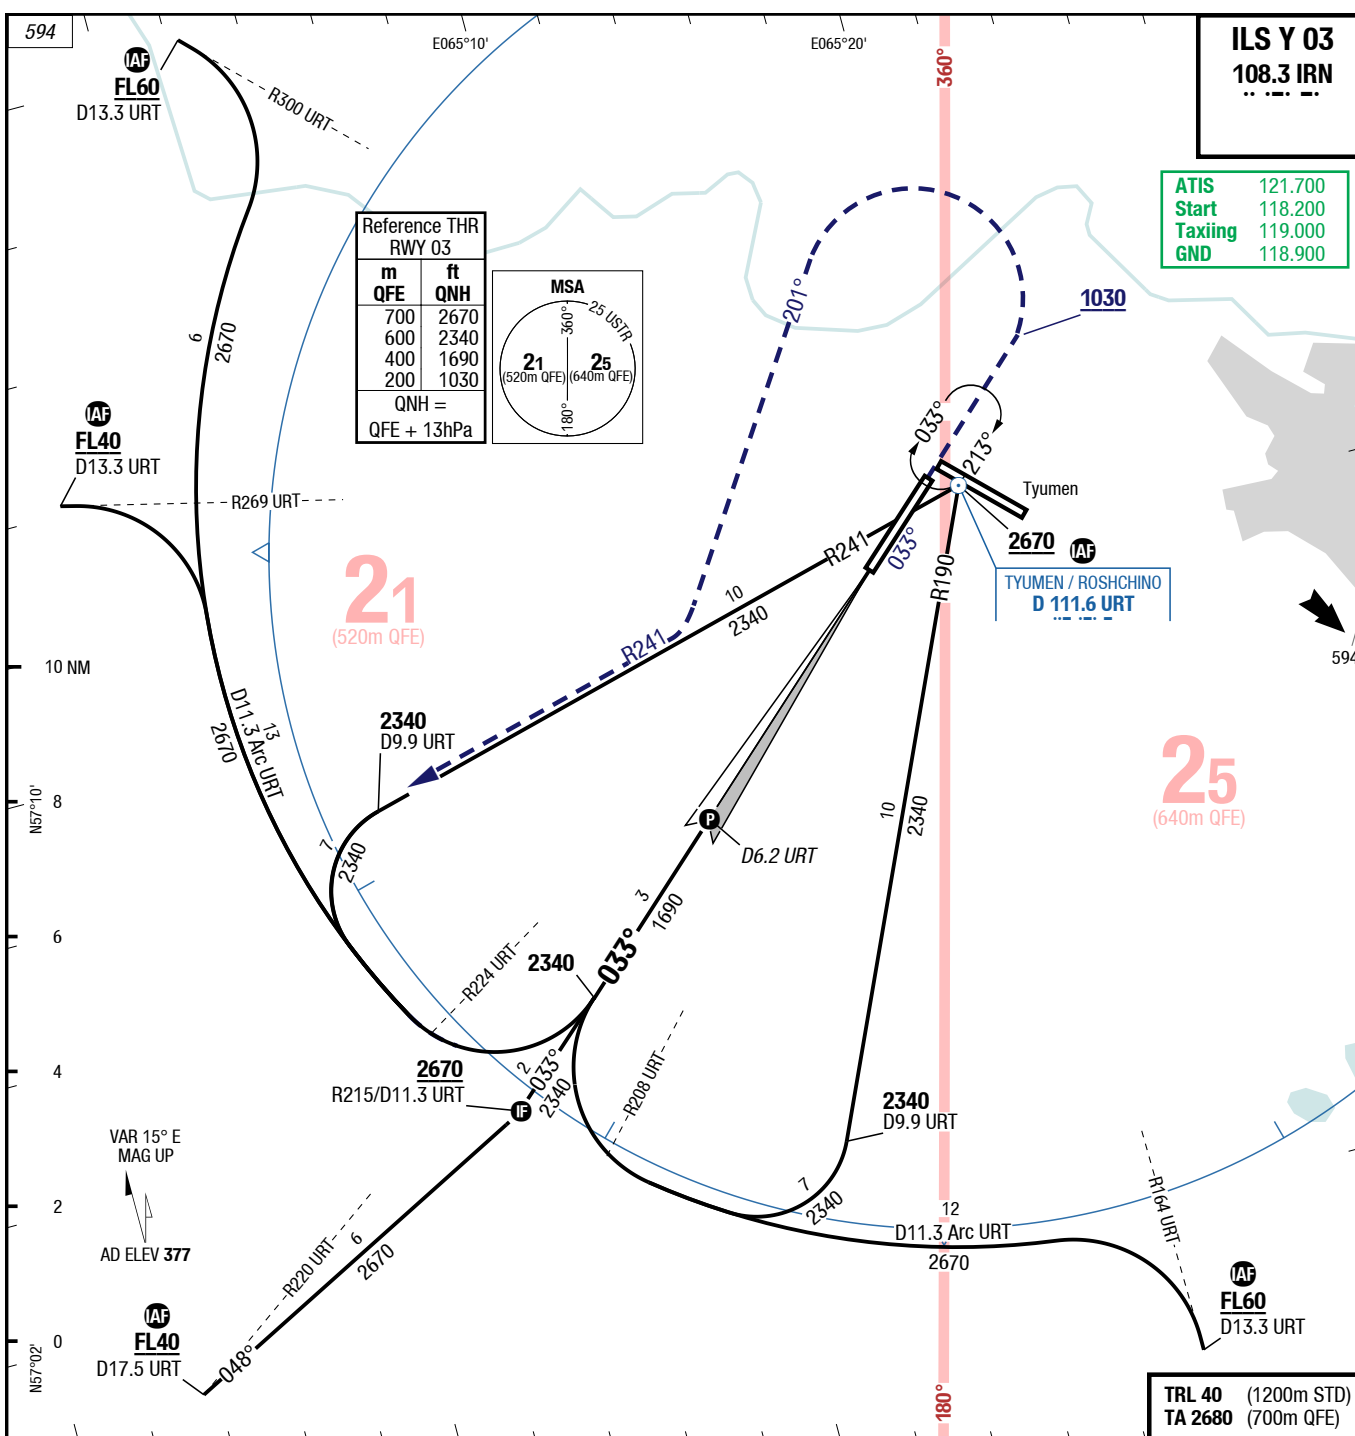 594
E065°10'
E065°20'
360°
ILS Y 03
108.3 IRN
IAF
FL60
D13.3 URT
R300 URT
ATIS 121.700
Start 118.200
Taxiing 119.000
GND 118.900
Reference THR
RWY 03
m ft
QFE QNH
700 2670
600 2340
400 1690
200 1030
QNH =
QFE + 13hPa
MSA
25 USTR
360°
21 25
(520m QFE) (640m QFE)
180°
201°
1030
6
2670
IAF
FL40
D13.3 URT
R269 URT
033°
213°
Tyumen
2670
IAF
TYUMEN / ROSHCHINO
D 111.6 URT
033°
R241
R190
21
(520m QFE)
10
2340
R241
594
10 NM
D11.3 Arc URT
13
2670
2340
D9.9 URT
25
(640m QFE)
8
N57°10'
10
2340
P
D6.2 URT
7
2340
3
1690
6
R224 URT
2340
033°
4
2670
R215/D11.3 URT
IF
2
033°
2340
R208 URT
2340
D9.9 URT
VAR 15° E
MAG UP
AD ELEV 377
2
7
2340
12
D11.3 Arc URT
2670
R164 URT
R220 URT
6
2670
IAF
FL60
D13.3 URT
IAF
FL40
D17.5 URT
048°
0
N57°02'
180°
TRL 40 (1200m STD)
TA 2680 (700m QFE)